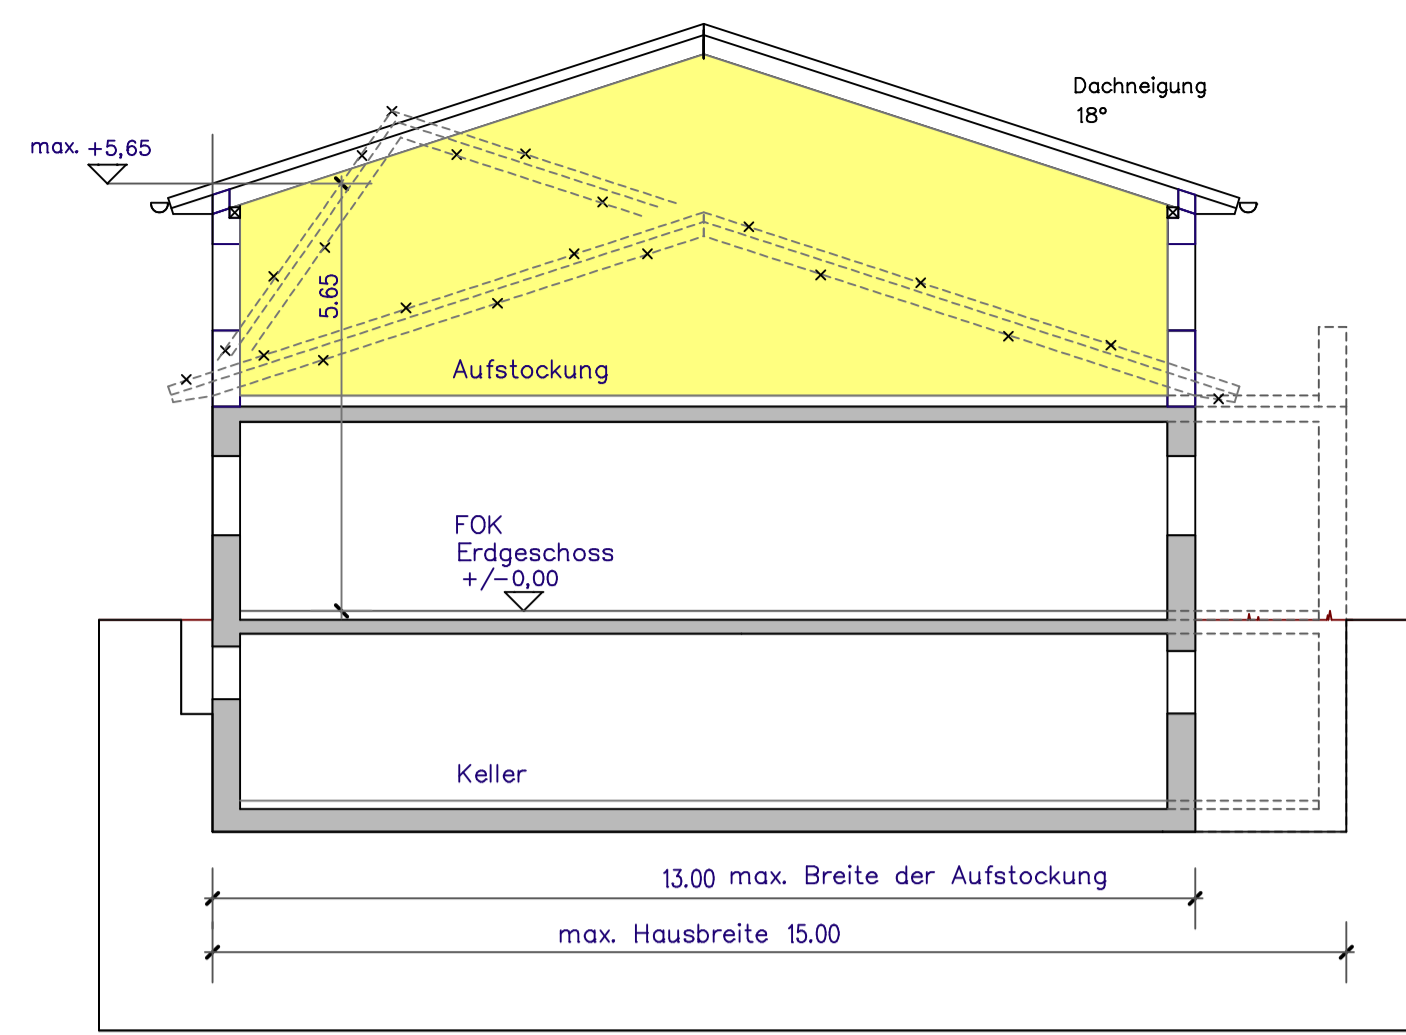 Dachneigung
18°
max. +5,65
5.65
Aufstockung
FOK
Erdgeschoss
+/-0,00
Keller
13.00 max. Breite der Aufstockung
max. Hausbreite 15.00